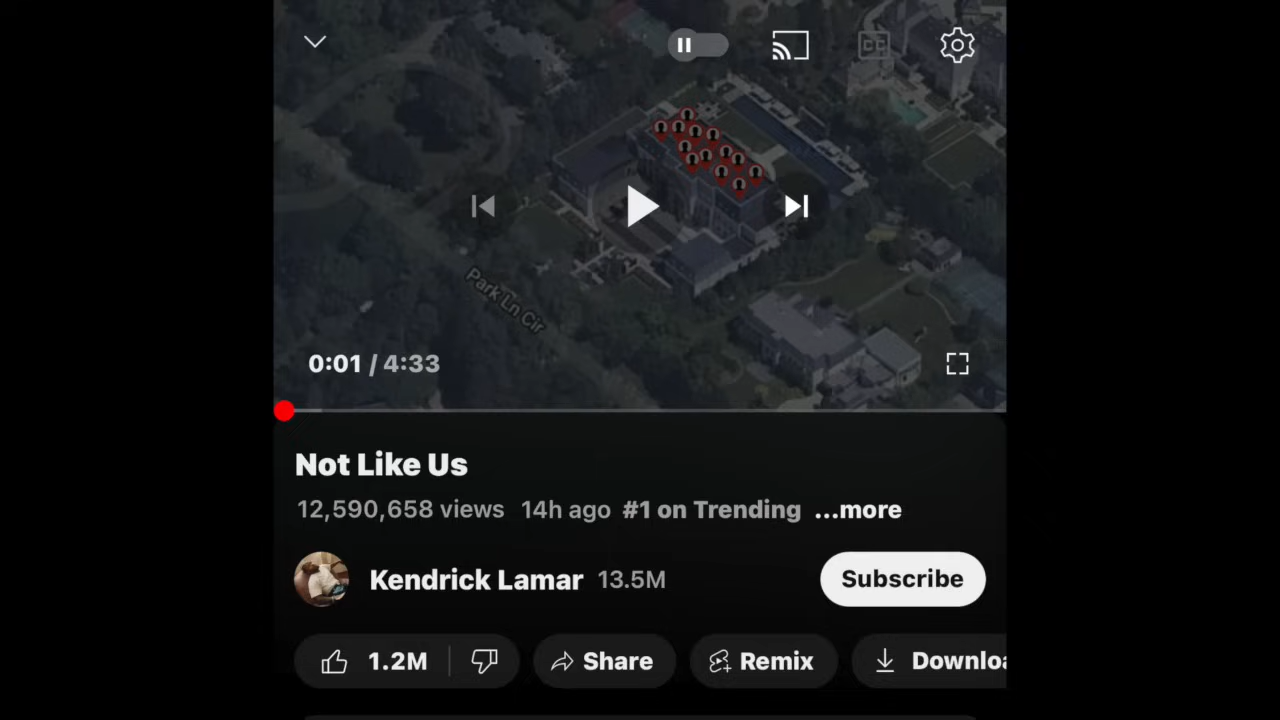 CC
Park Ln Cir
0:01 / 4:33
Not Like Us
12,590,658 views 14h ago #1 on Trending ...more
Kendrick Lamar 13.5M Subscribe
1.2M Share Remix Downloa